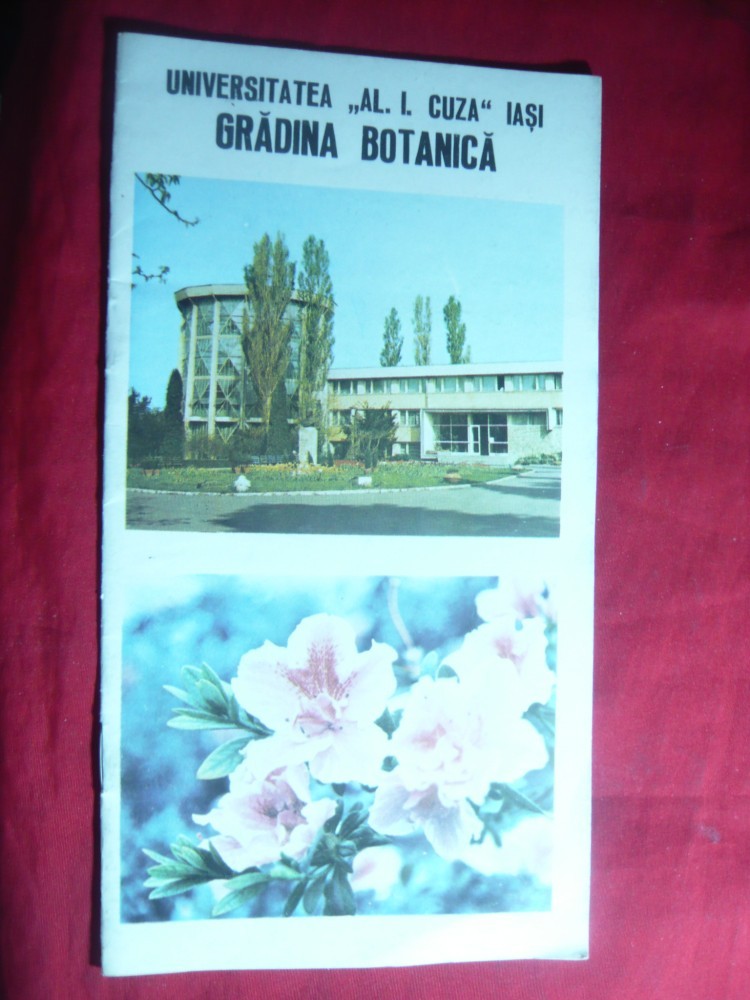 UNIVERSITATEA „AL. I. CUZA“ IAȘI
GRĂDINA BOTANICĂ